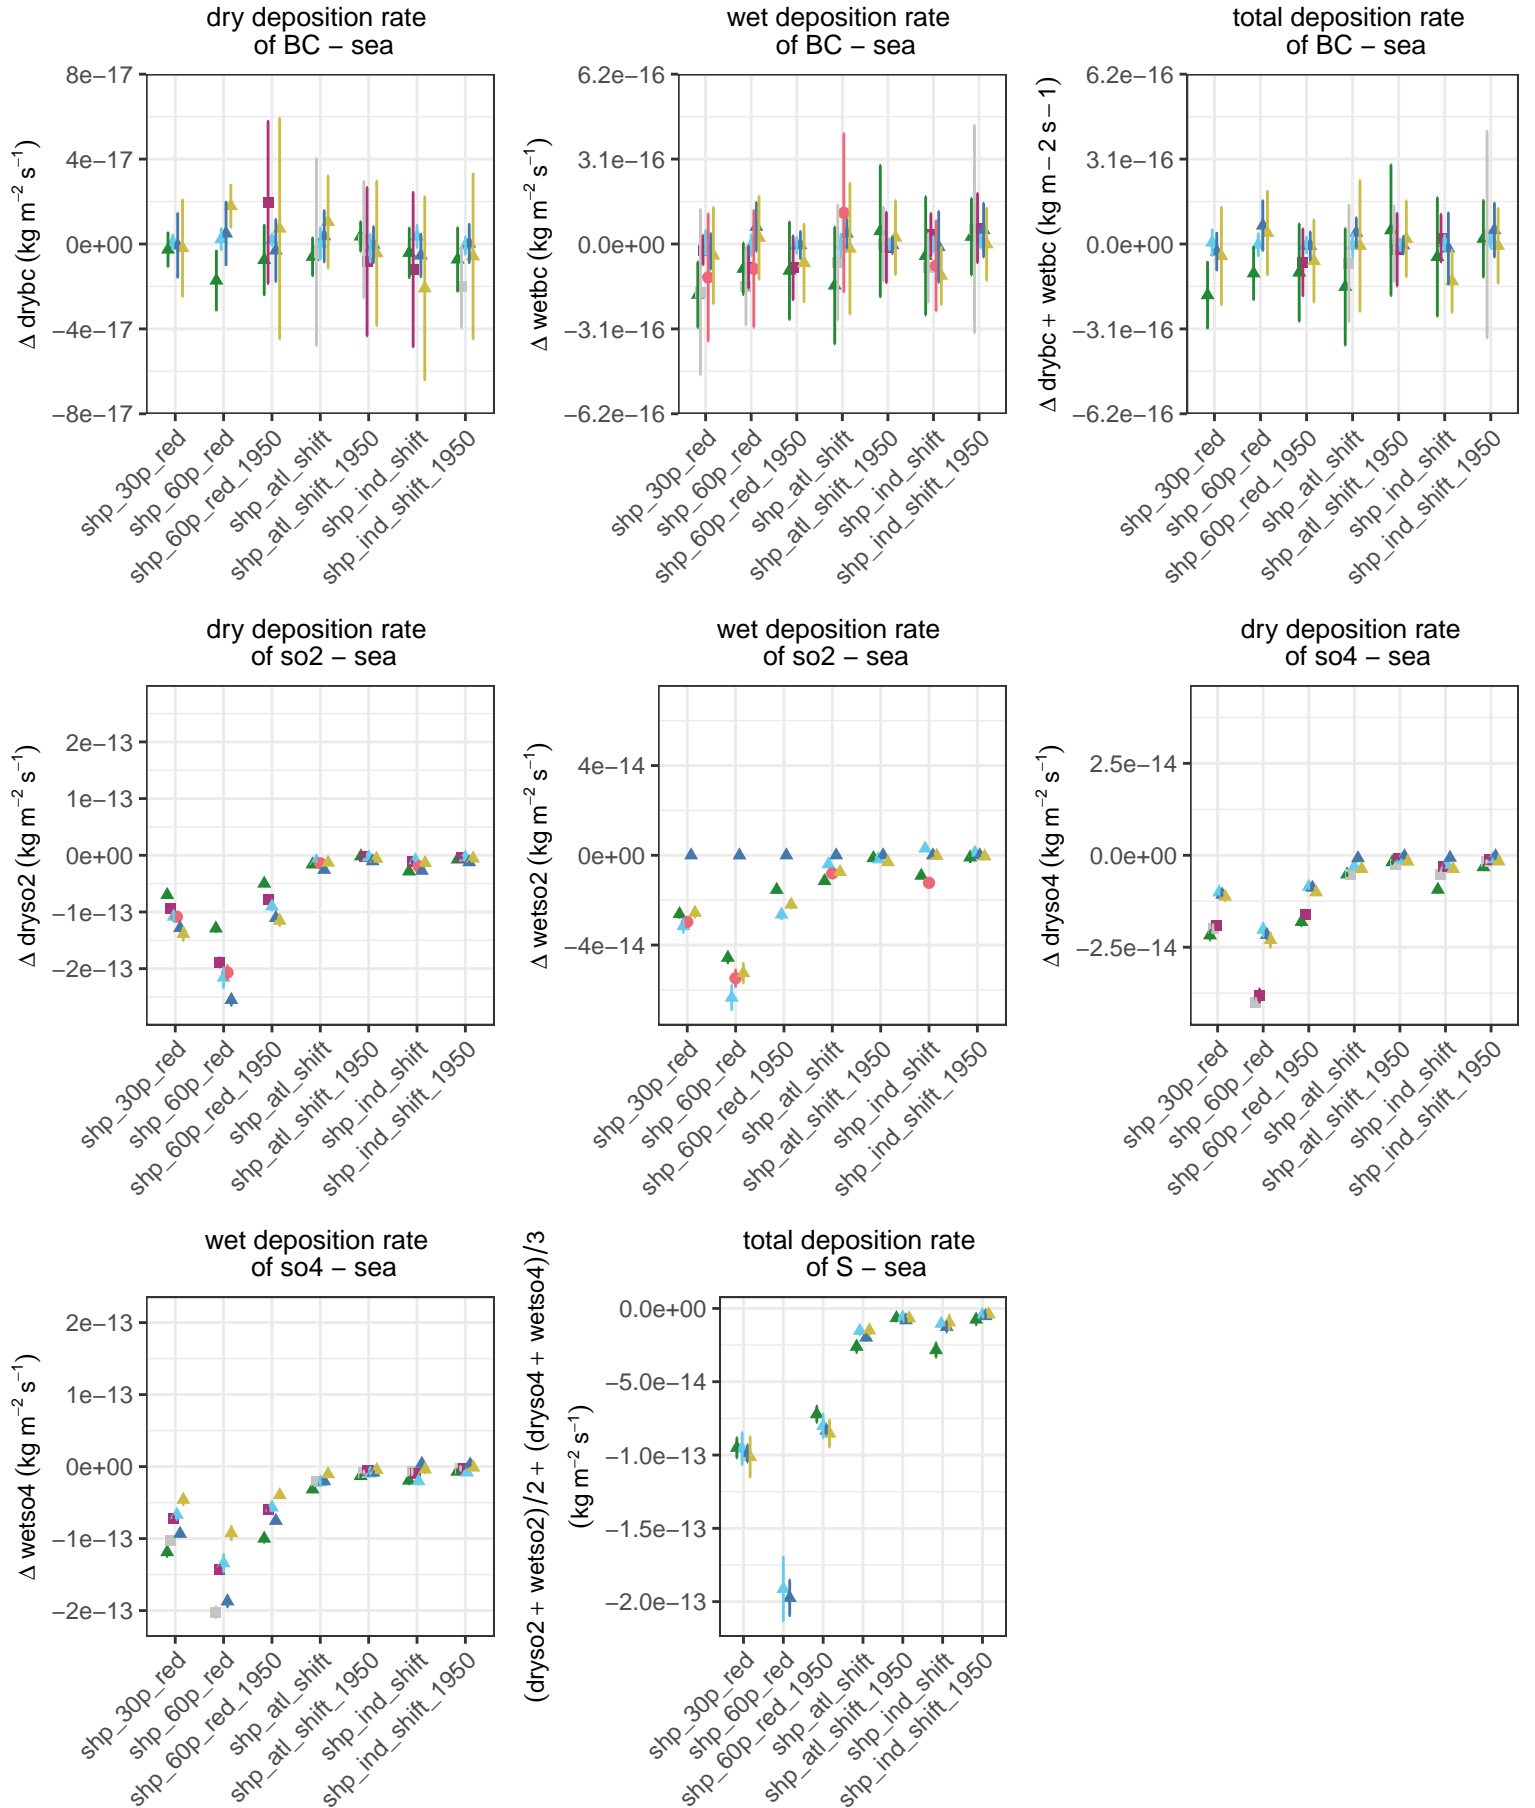 dry deposition rate
of BC − sea
Δ drybc (kg m⁻² s⁻¹)
8e−17
4e−17
0e+00
−4e−17
−8e−17
shp_30p_red
shp_60p_red
shp_60p_red_1950
shp_atl_shift
shp_atl_shift_1950
shp_ind_shift
shp_ind_shift_1950
wet deposition rate
of BC − sea
Δ wetbc (kg m⁻² s⁻¹)
6.2e−16
3.1e−16
0e+00
−3.1e−16
−6.2e−16
shp_30p_red
shp_60p_red
shp_60p_red_1950
shp_atl_shift
shp_atl_shift_1950
shp_ind_shift
shp_ind_shift_1950
total deposition rate
of BC − sea
Δ drybc + wetbc (kg m − 2 s − 1)
6.2e−16
3.1e−16
0e+00
−3.1e−16
−6.2e−16
shp_30p_red
shp_60p_red
shp_60p_red_1950
shp_atl_shift
shp_atl_shift_1950
shp_ind_shift
shp_ind_shift_1950
dry deposition rate
of so2 − sea
Δ dryso2 (kg m⁻² s⁻¹)
2e−13
1e−13
0e+00
−1e−13
−2e−13
shp_30p_red
shp_60p_red
shp_60p_red_1950
shp_atl_shift
shp_atl_shift_1950
shp_ind_shift
shp_ind_shift_1950
wet deposition rate
of so2 − sea
Δ wetso2 (kg m⁻² s⁻¹)
4e−14
0e+00
−4e−14
shp_30p_red
shp_60p_red
shp_60p_red_1950
shp_atl_shift
shp_atl_shift_1950
shp_ind_shift
shp_ind_shift_1950
dry deposition rate
of so4 − sea
Δ dryso4 (kg m⁻² s⁻¹)
2.5e−14
0.0e+00
−2.5e−14
shp_30p_red
shp_60p_red
shp_60p_red_1950
shp_atl_shift
shp_atl_shift_1950
shp_ind_shift
shp_ind_shift_1950
wet deposition rate
of so4 − sea
Δ wetso4 (kg m⁻² s⁻¹)
2e−13
1e−13
0e+00
−1e−13
−2e−13
shp_30p_red
shp_60p_red
shp_60p_red_1950
shp_atl_shift
shp_atl_shift_1950
shp_ind_shift
shp_ind_shift_1950
total deposition rate
of S − sea
(dryso2 + wetso2)/2 + (dryso4 + wetso4)/3
(kg m⁻² s⁻¹)
0.0e+00
−5.0e−14
−1.0e−13
−1.5e−13
−2.0e−13
shp_30p_red
shp_60p_red
shp_60p_red_1950
shp_atl_shift
shp_atl_shift_1950
shp_ind_shift
shp_ind_shift_1950